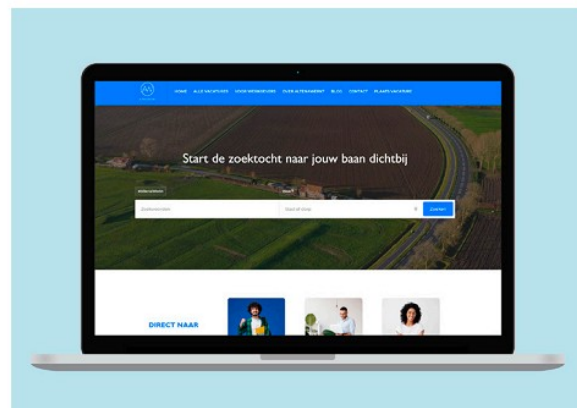 HOME ALLE VACATURES VOOR WERKGEVERS OVER ALTENAWERKT BLOG CONTACT PLAATS VACATURE
Start de zoektocht naar jouw baan dichtbij
Zoeken
DIRECT NAAR